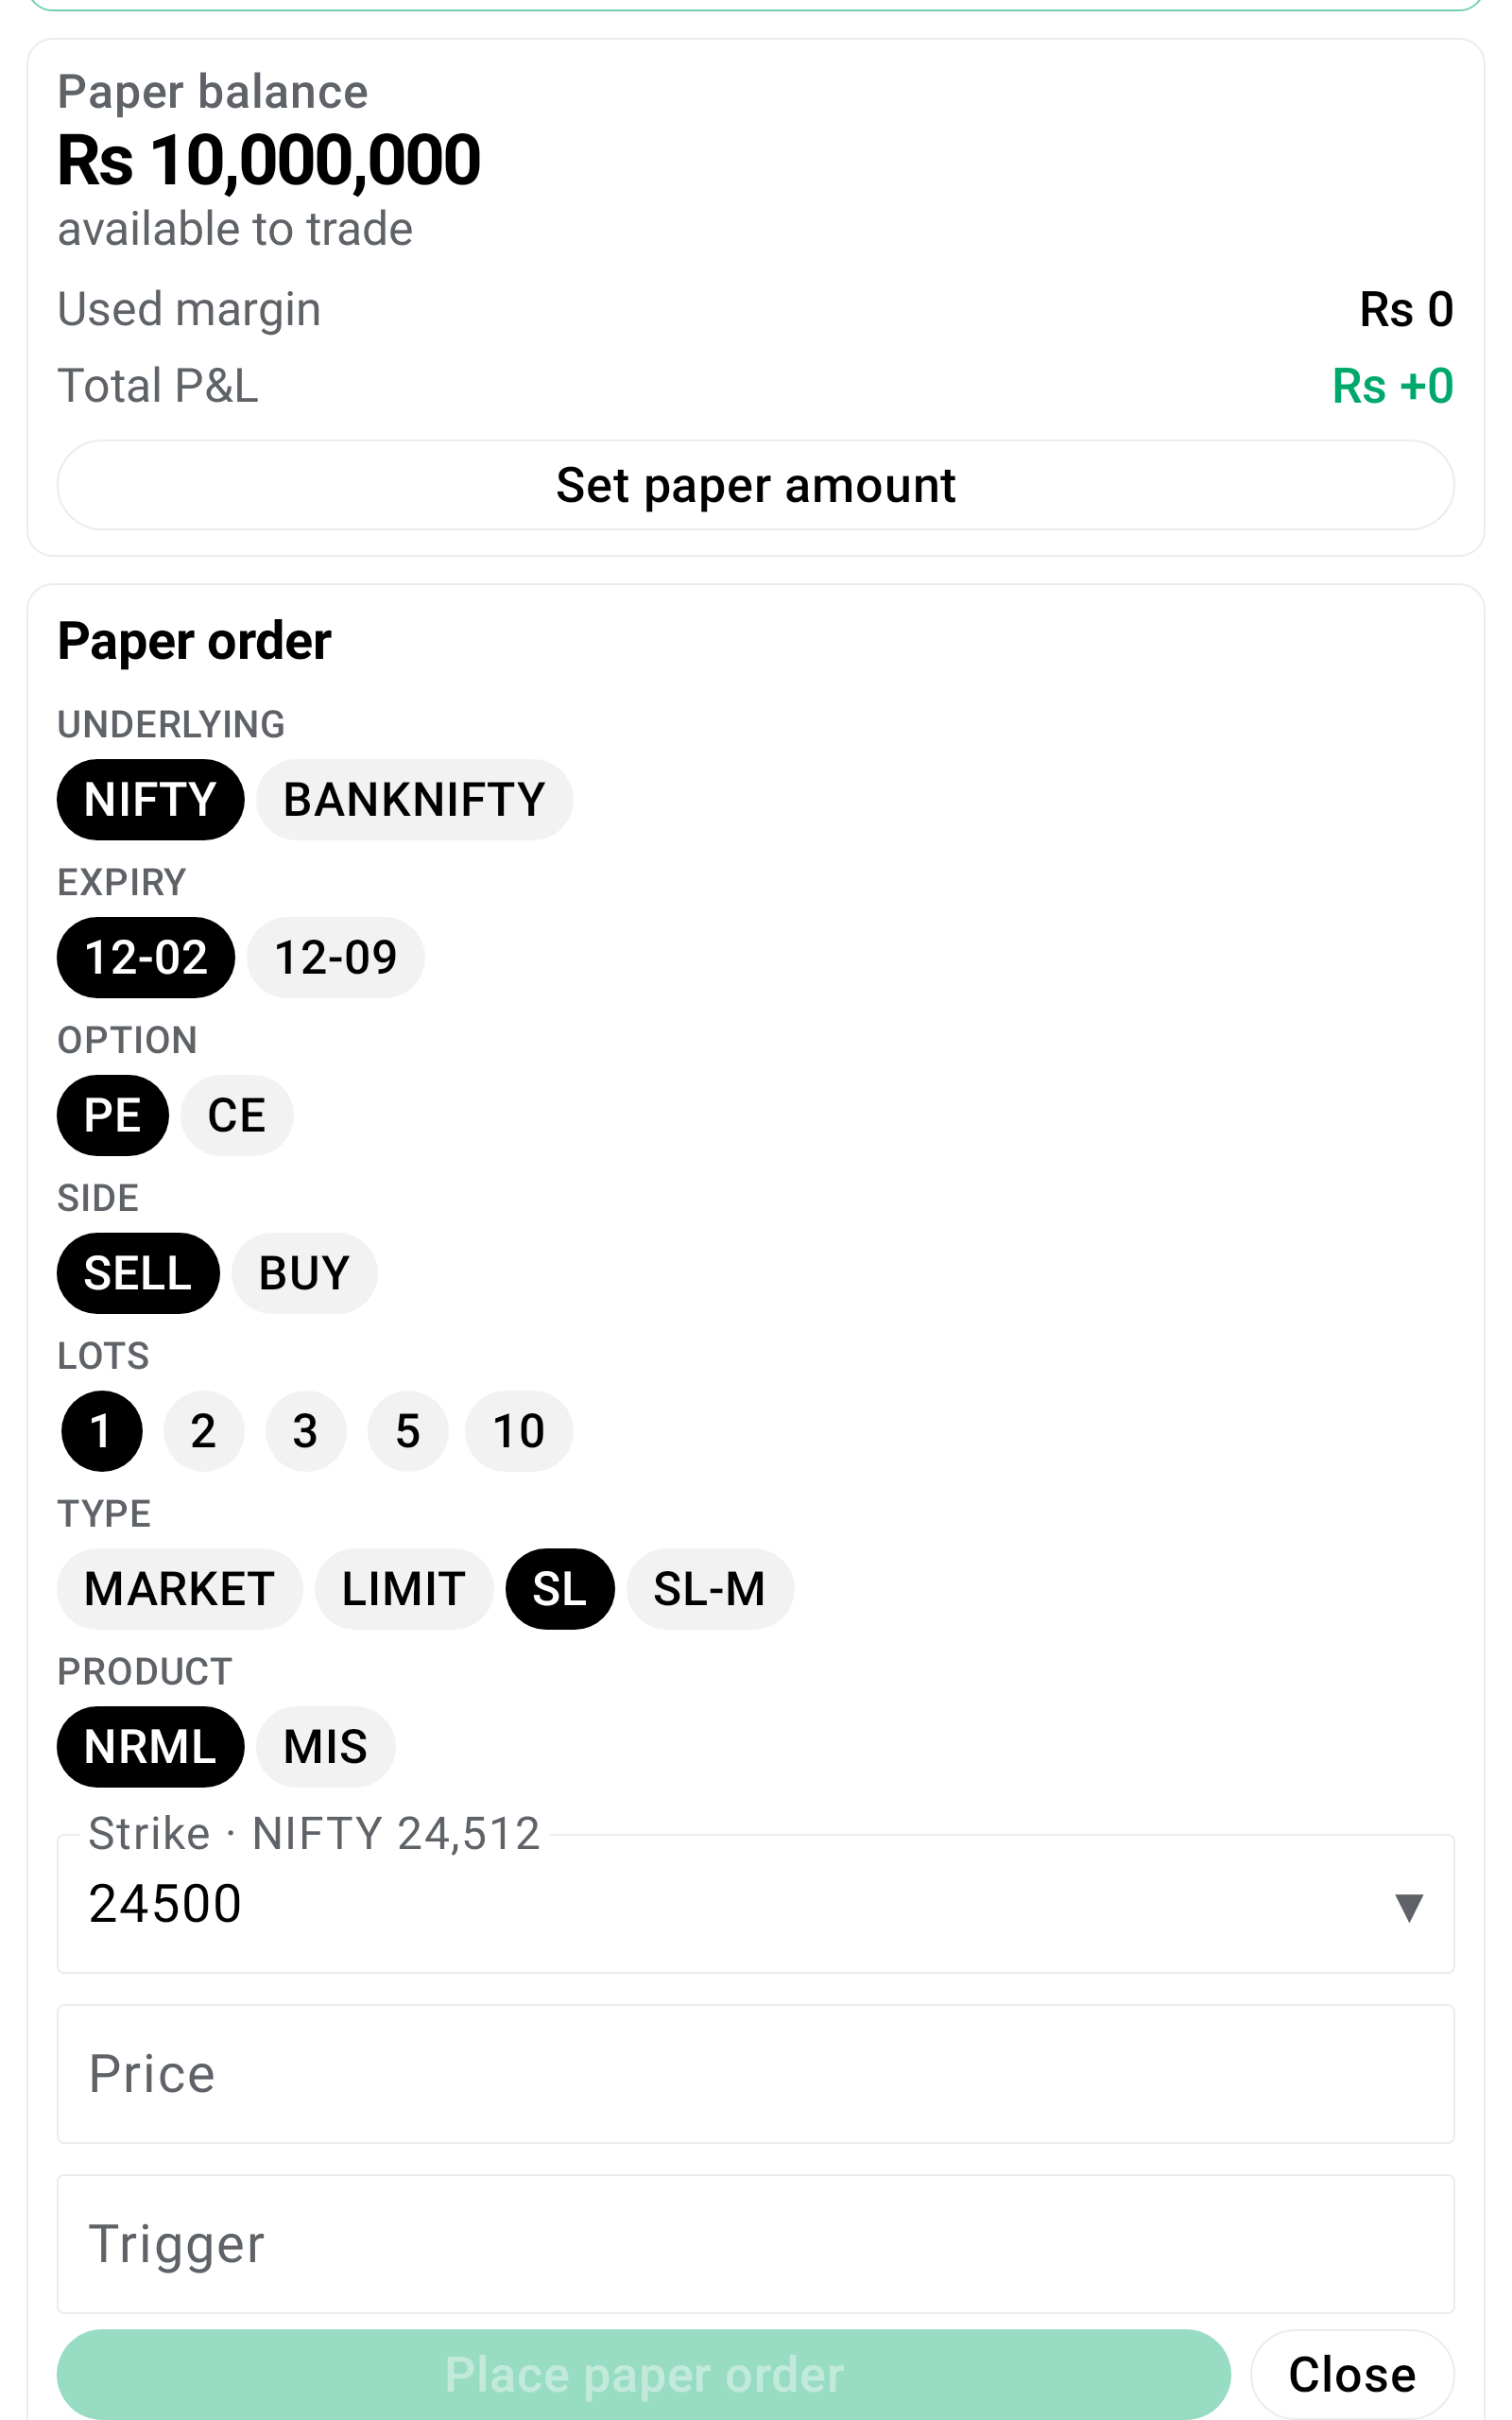 Paper balance
Rs 10,000,000
available to trade
Used margin Rs 0
Total P&L Rs +0
Set paper amount
Paper order
UNDERLYING
NIFTY BANKNIFTY
EXPIRY
12-02 12-09
OPTION
PE CE
SIDE
SELL BUY
LOTS
1 2 3 5 10
TYPE
MARKET LIMIT SL SL-M
PRODUCT
NRML MIS
Strike · NIFTY 24,512
24500 ▼
Price
Trigger
Place paper order Close